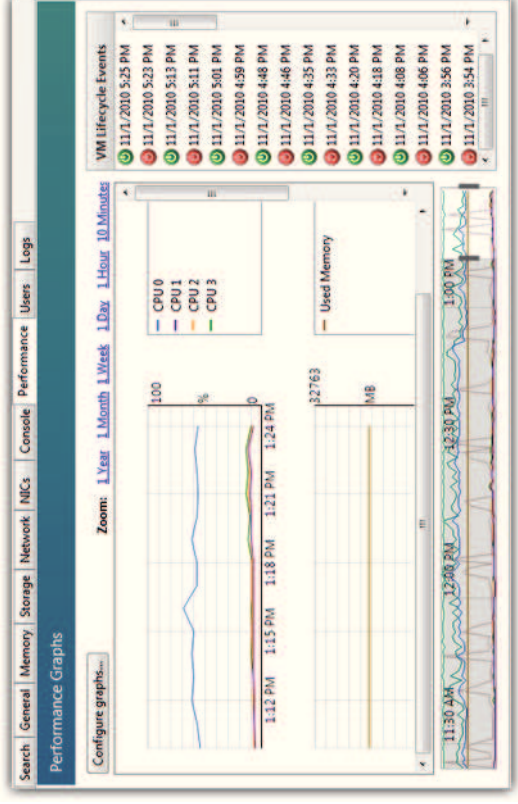 Search General Memory Storage Network NICs Console Performance Users Logs
Performance Graphs
Configure graphs...
Zoom: 1 Year 1 Month 1 Week 1 Day 1 Hour 10 Minutes
100
%
0
1:12 PM 1:15 PM 1:18 PM 1:21 PM 1:24 PM
CPU 0
CPU 1
CPU 2
CPU 3
32763
MB
Used Memory
11:30 AM 12:00 PM 12:30 PM 1:00 PM
VM Lifecycle Events
11/1/2010 5:25 PM
11/1/2010 5:23 PM
11/1/2010 5:13 PM
11/1/2010 5:11 PM
11/1/2010 5:01 PM
11/1/2010 4:59 PM
11/1/2010 4:48 PM
11/1/2010 4:46 PM
11/1/2010 4:35 PM
11/1/2010 4:33 PM
11/1/2010 4:20 PM
11/1/2010 4:18 PM
11/1/2010 4:08 PM
11/1/2010 4:06 PM
11/1/2010 3:56 PM
11/1/2010 3:54 PM